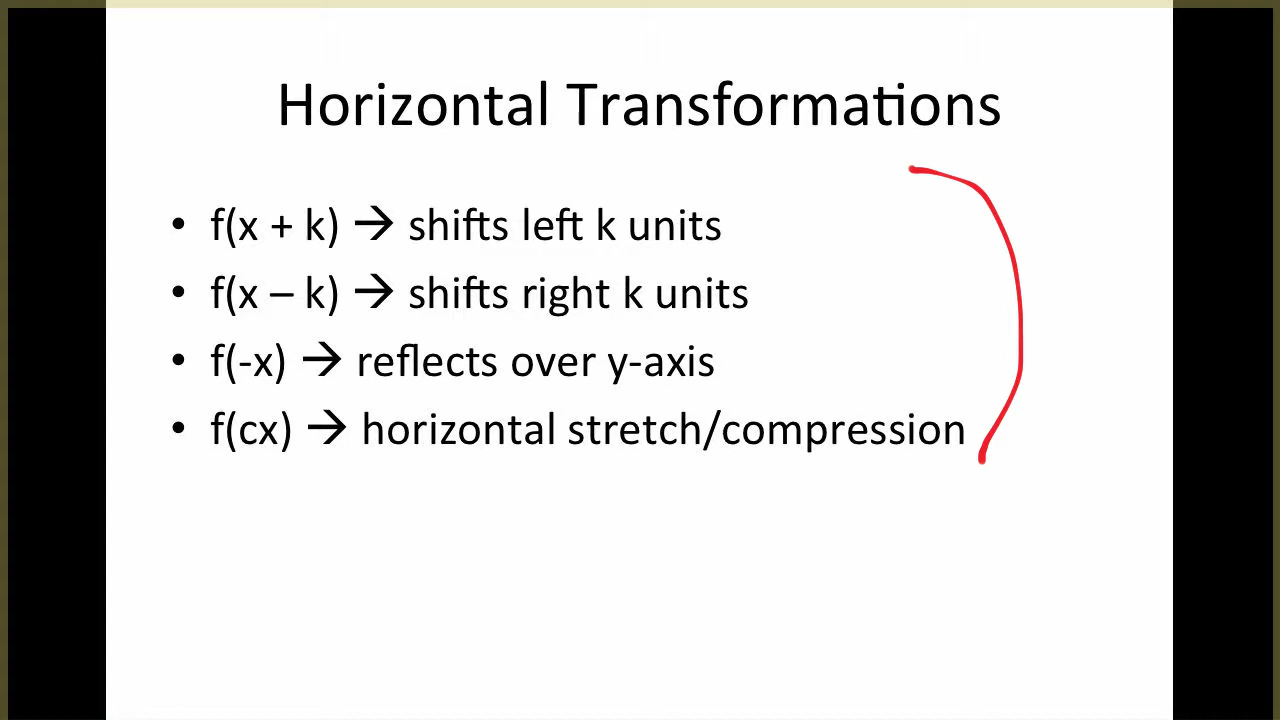 Horizontal Transformations
• f(x + k) → shifts left k units
• f(x – k) → shifts right k units
• f(-x) → reflects over y-axis
• f(cx) → horizontal stretch/compression